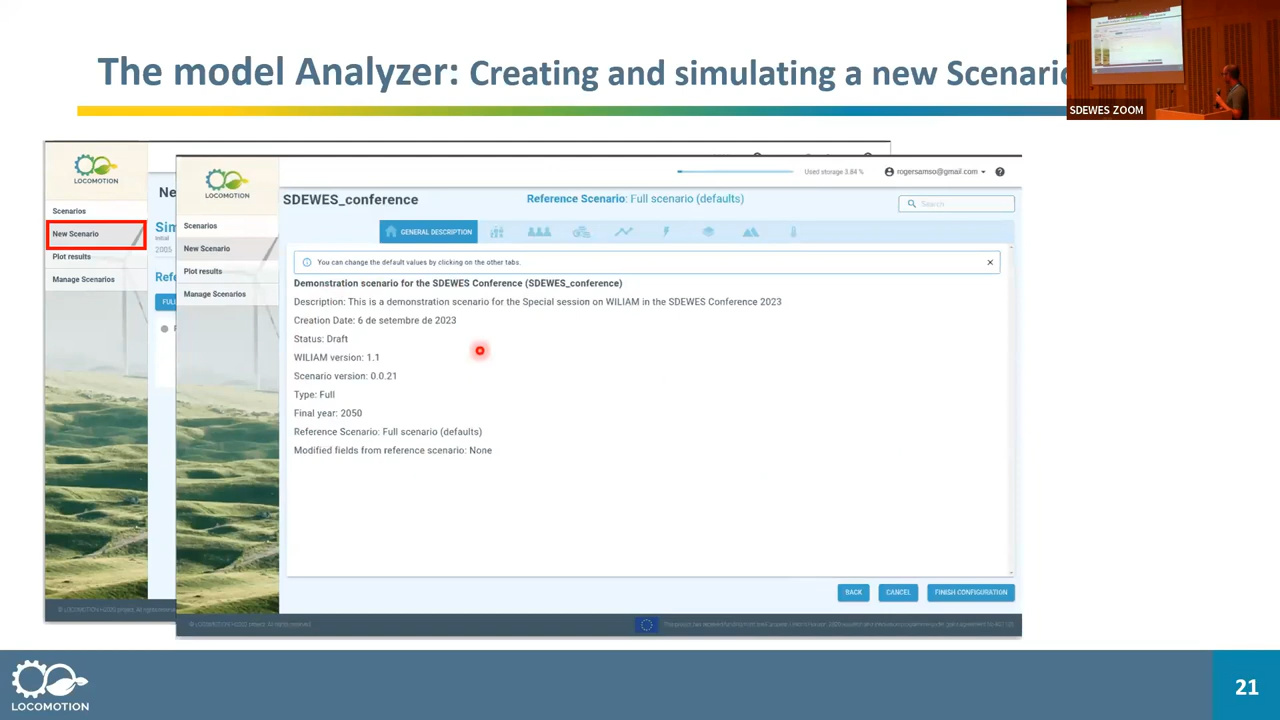 The model Analyzer: Creating and simulating a new Scenario
SDEWES ZOOM
LOCOMOTION
Scenarios
New Scenario
Plot results
Manage Scenarios
2005
LOCOMOTION
Scenarios
New Scenario
Plot results
Manage Scenarios
Used storage 3.84 %
rogersamso@gmail.com
SDEWES_conference
Reference Scenario: Full scenario (defaults)
Search
GENERAL DESCRIPTION
You can change the default values by clicking on the other tabs.
Demonstration scenario for the SDEWES Conference (SDEWES_conference)
Description: This is a demonstration scenario for the Special session on WILIAM in the SDEWES Conference 2023
Creation Date: 6 de setembre de 2023
Status: Draft
WILIAM version: 1.1
Scenario version: 0.0.21
Type: Full
Final year: 2050
Reference Scenario: Full scenario (defaults)
Modified fields from reference scenario: None
BACK
CANCEL
FINISH CONFIGURATION
LOCOMOTION
21